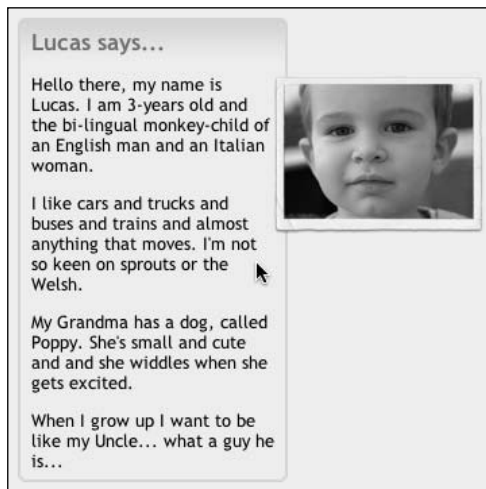 Lucas says...
Hello there, my name is
Lucas. I am 3-years old and
the bi-lingual monkey-child of
an English man and an Italian
woman.
I like cars and trucks and
buses and trains and almost
anything that moves. I'm not
so keen on sprouts or the
Welsh.
My Grandma has a dog, called
Poppy. She's small and cute
and and she widdles when she
gets excited.
When I grow up I want to be
like my Uncle... what a guy he
is...